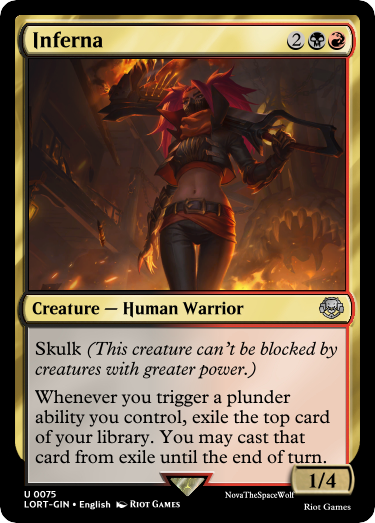 Inferna 2
Creature — Human Warrior
Skulk (This creature can't be blocked by
creatures with greater power.)
Whenever you trigger a plunder
ability you control, exile the top card
of your library. You may cast that
card from exile until the end of turn.
1/4
U 0075
LORT-GIN • English RIOT GAMES
NovaTheSpaceWolf
Riot Games